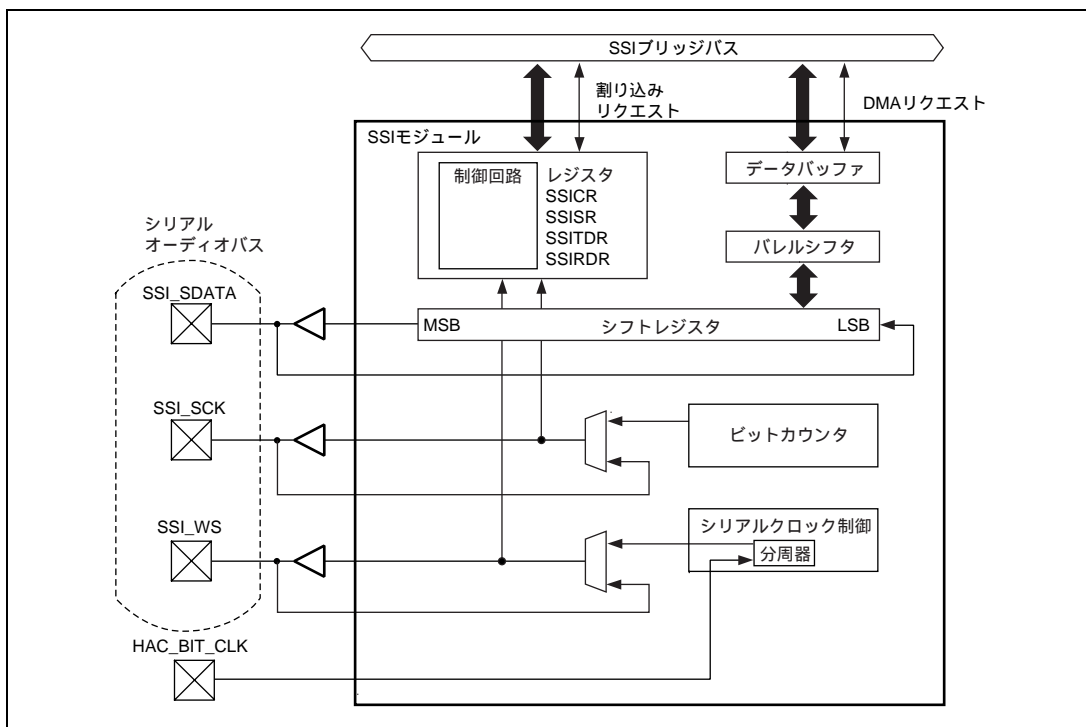 SSIブリッジバス
割り込み
リクエスト
DMAリクエスト
SSIモジュール
制御回路
レジスタ
SSICR
SSISR
SSITDR
SSIRDR
データバッファ
バレルシフタ
シリアル
オーディオバス
SSI_SDATA
MSB
シフトレジスタ
LSB
SSI_SCK
ビットカウンタ
SSI_WS
シリアルクロック制御
分周器
HAC_BIT_CLK